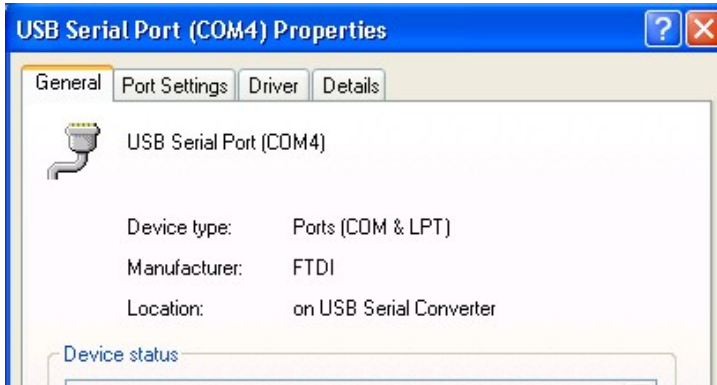 USB Serial Port (COM4) Properties
General Port Settings Driver Details
USB Serial Port (COM4)
Device type: Ports (COM & LPT)
Manufacturer: FTDI
Location: on USB Serial Converter
Device status